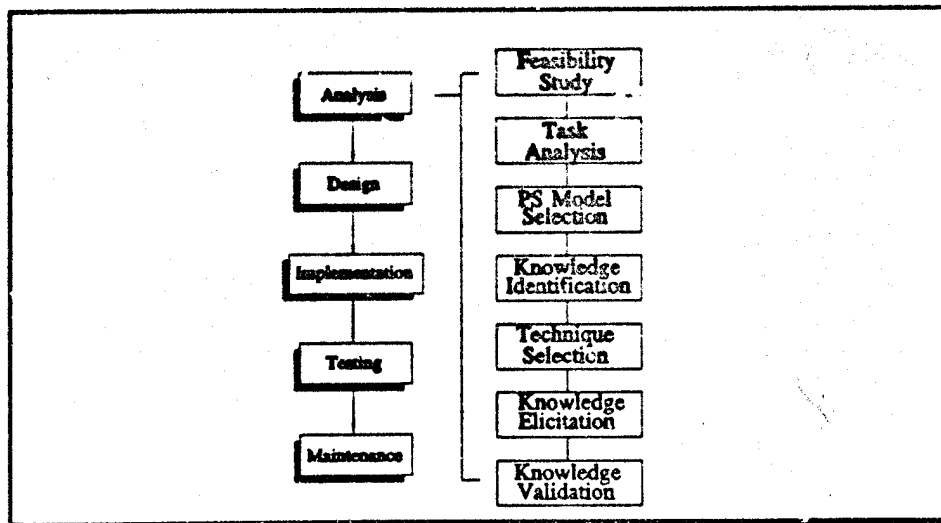 Analysis
Design
Implementation
Testing
Maintenance
Feasibility
Study
Task
Analysis
PS Model
Selection
Knowledge
Identification
Technique
Selection
Knowledge
Elicitation
Knowledge
Validation